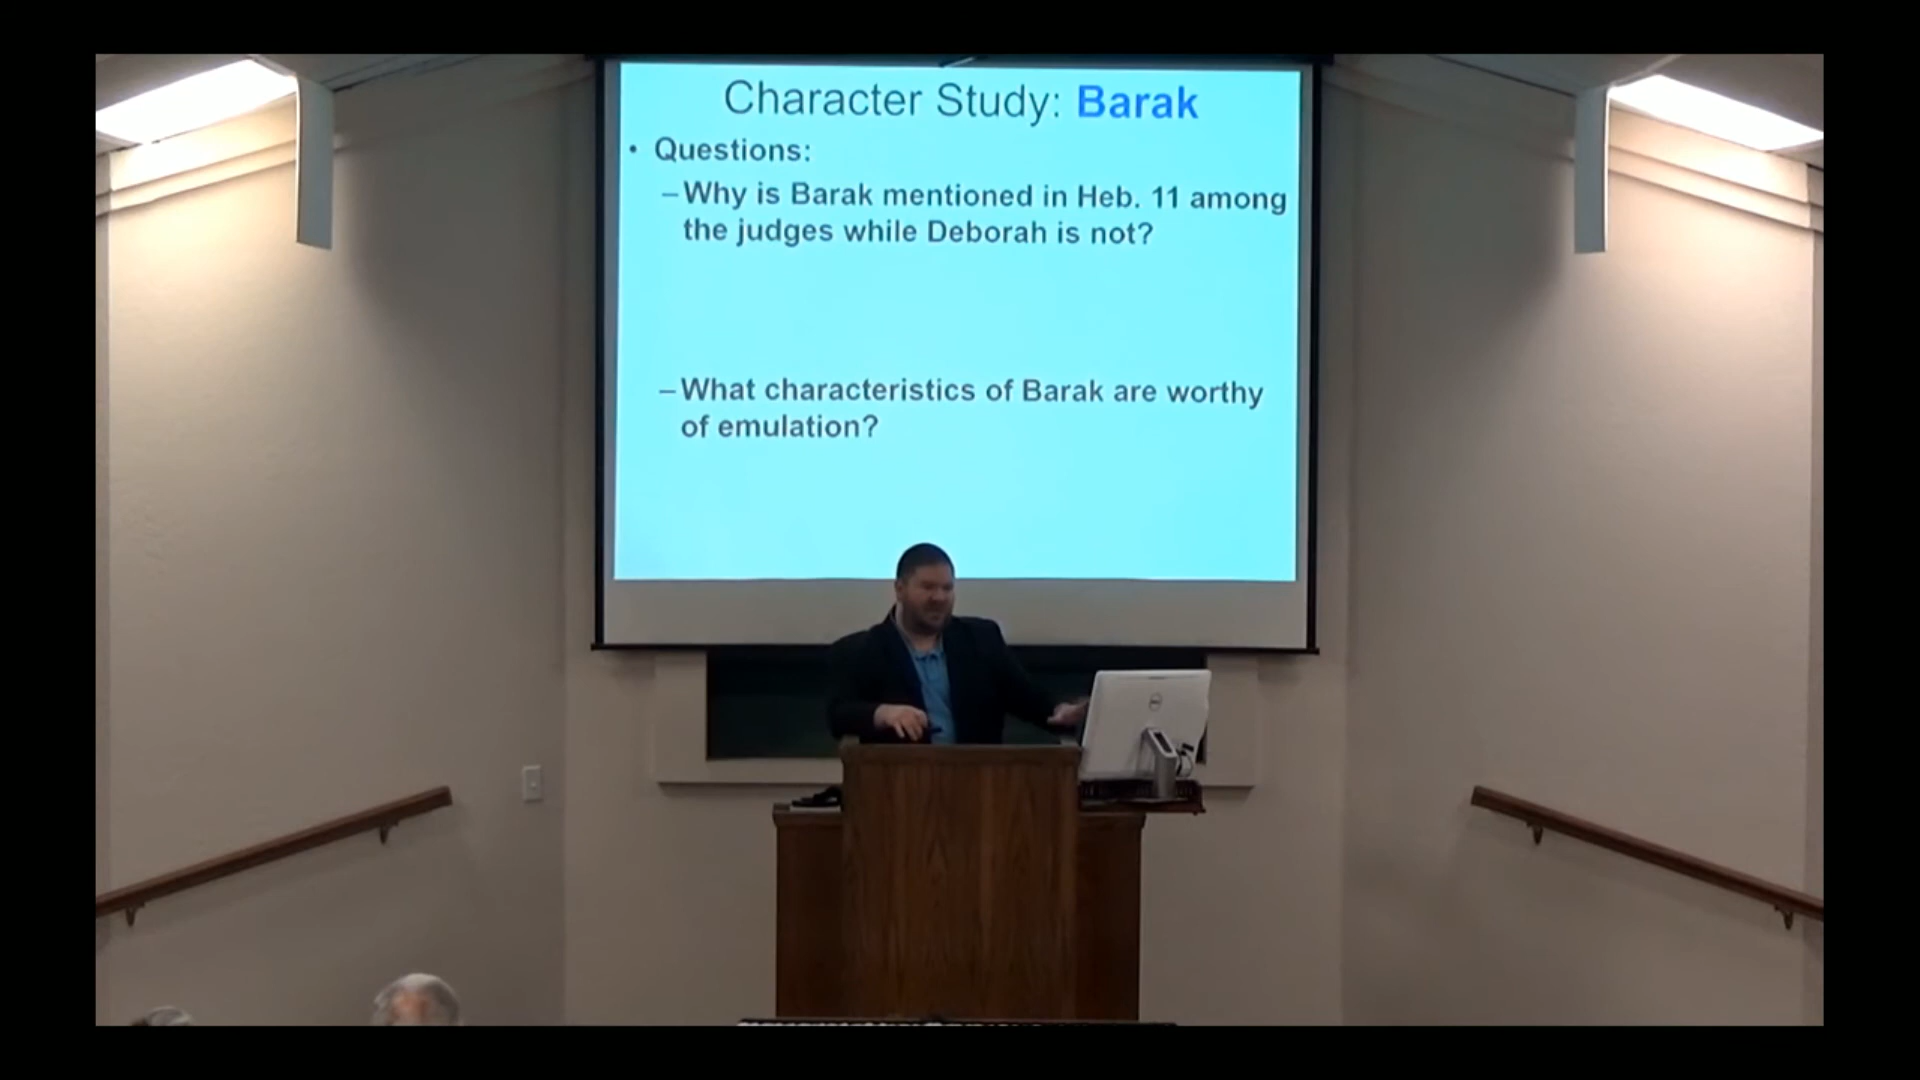 Character Study: Barak
• Questions:
–Why is Barak mentioned in Heb. 11 among
the judges while Deborah is not?
–What characteristics of Barak are worthy
of emulation?